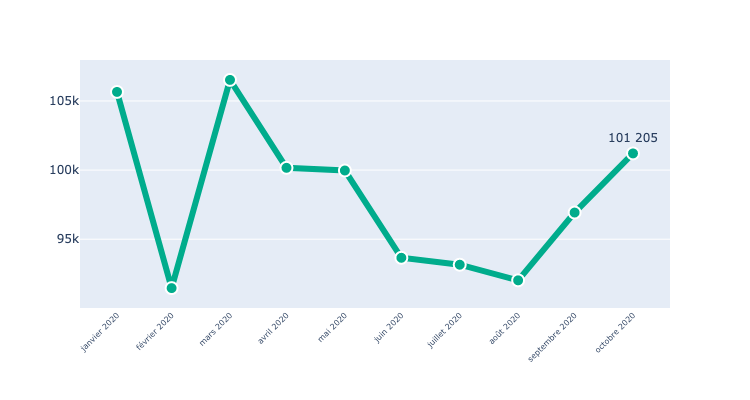 105k
100k
95k
101 205
janvier 2020
février 2020
mars 2020
avril 2020
mai 2020
juin 2020
juillet 2020
août 2020
septembre 2020
octobre 2020